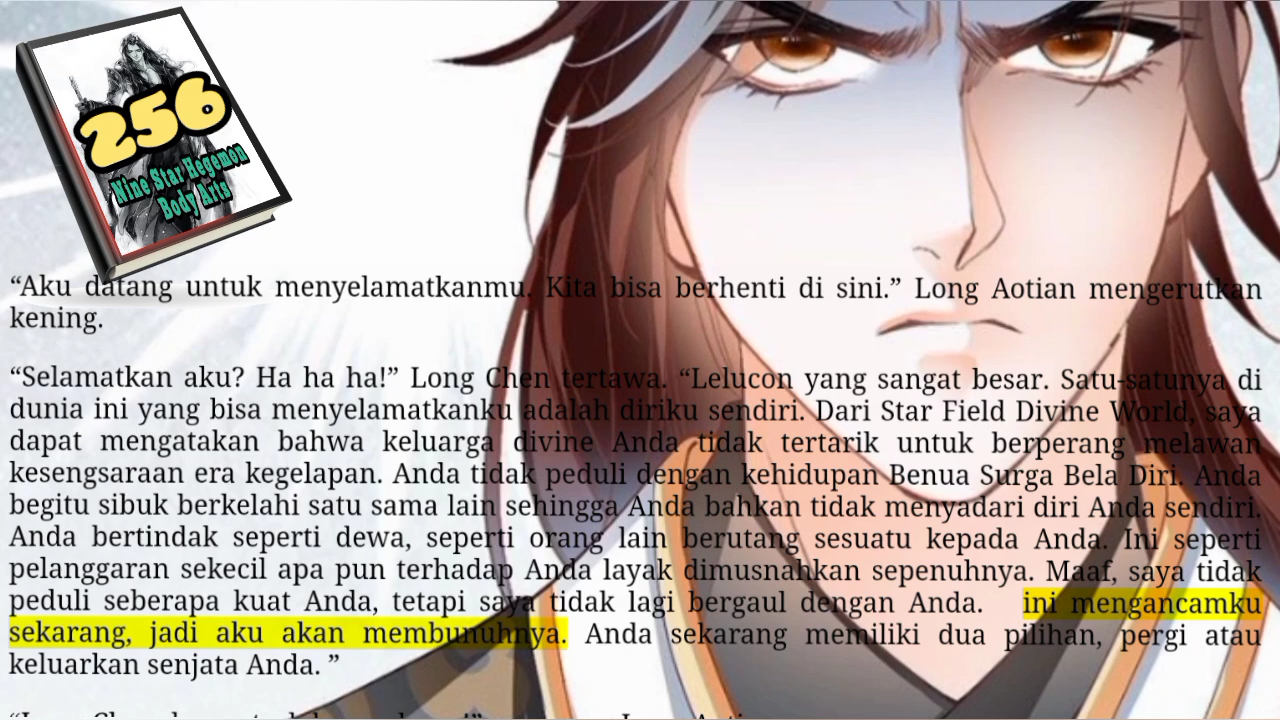 256
Nine Star Hegemon
Body Arts
“Aku datang untuk menyelamatkanmu. Kita bisa berhenti di sini.” Long Aotian mengerutkan
kening.
“Selamatkan aku? Ha ha ha!” Long Chen tertawa. “Lelucon yang sangat besar. Satu-satunya di
dunia ini yang bisa menyelamatkanku adalah diriku sendiri. Dari Star Field Divine World, saya
dapat mengatakan bahwa keluarga divine Anda tidak tertarik untuk berperang melawan
kesengsaraan era kegelapan. Anda tidak peduli dengan kehidupan Benua Surga Bela Diri. Anda
begitu sibuk berkelahi satu sama lain sehingga Anda bahkan tidak menyadari diri Anda sendiri.
Anda bertindak seperti dewa, seperti orang lain berutang sesuatu kepada Anda. Ini seperti
pelanggaran sekecil apa pun terhadap Anda layak dimusnahkan sepenuhnya. Maaf, saya tidak
peduli seberapa kuat Anda, tetapi saya tidak lagi bergaul dengan Anda. ini mengancamku
sekarang, jadi aku akan membunuhnya. Anda sekarang memiliki dua pilihan, pergi atau
keluarkan senjata Anda. ”